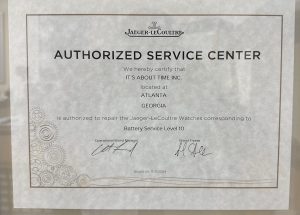 JAEGER-LECOULTRE
AUTHORIZED SERVICE CENTER
We hereby certify that
IT'S ABOUT TIME INC.
located at
ATLANTA
GEORGIA
is authorized to repair the Jaeger-LeCoultre Watches corresponding to
Battery Service Level 10